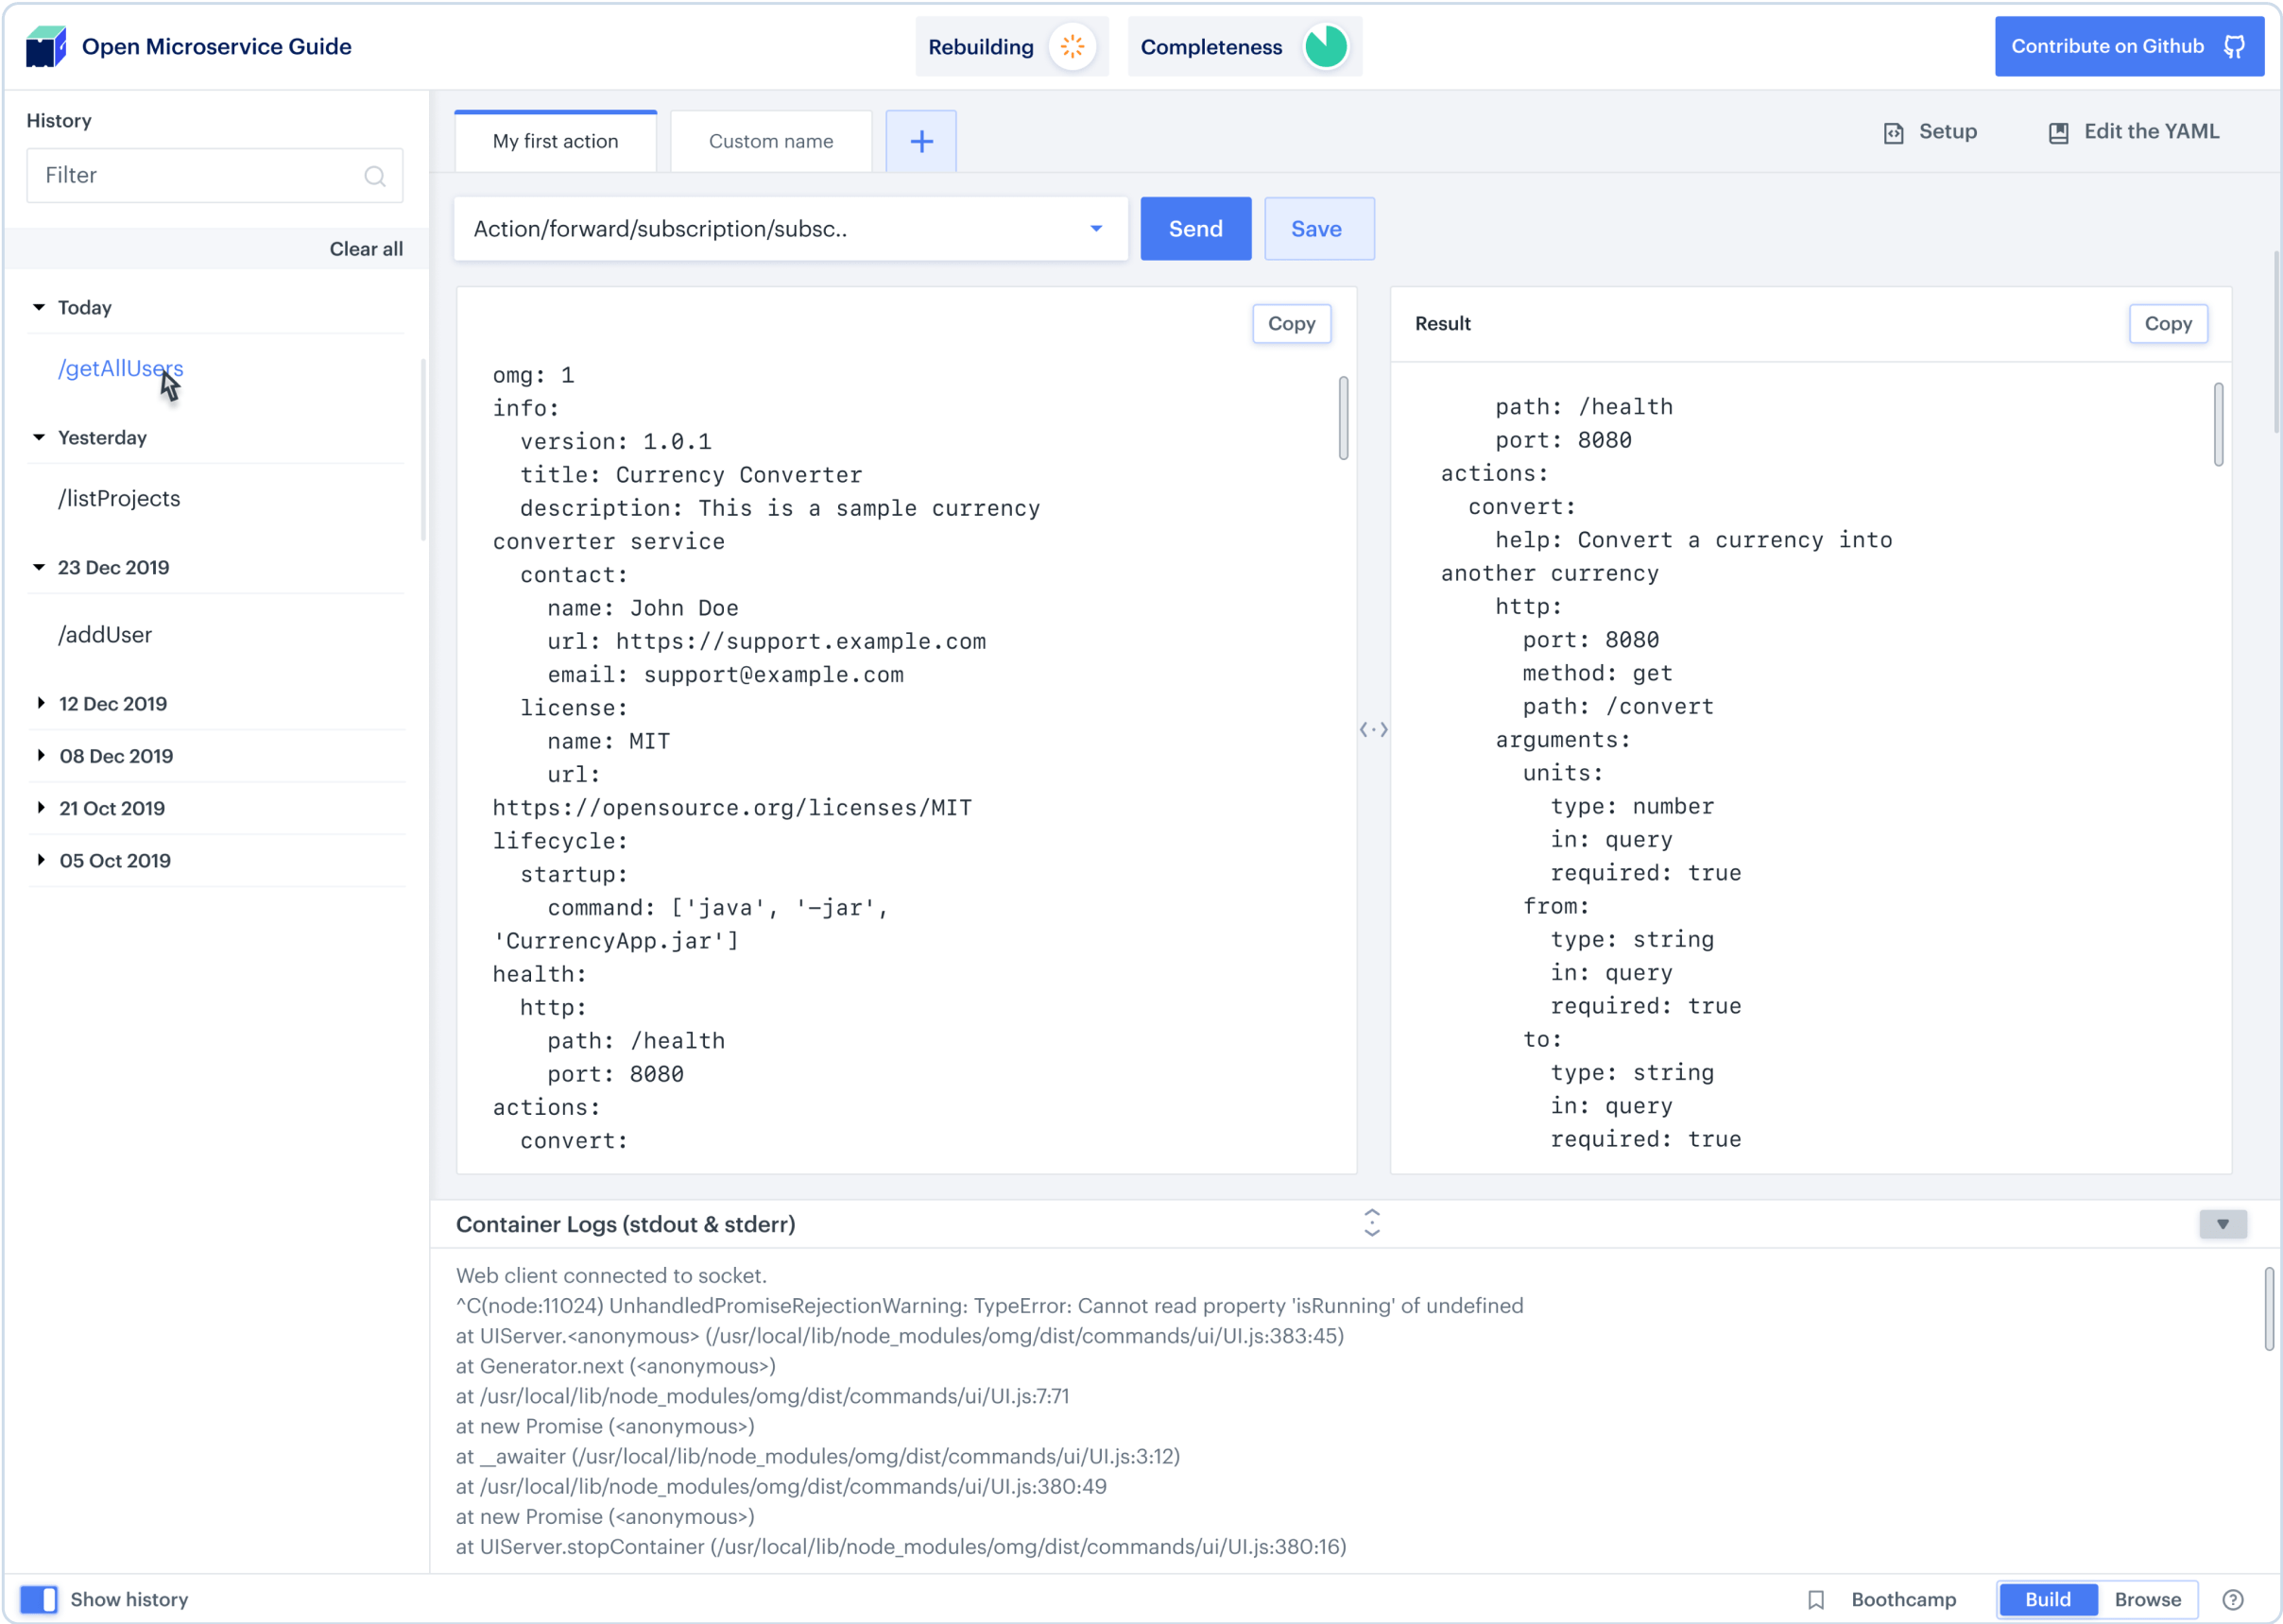 Open Microservice Guide
Rebuilding
Completeness
Contribute on Github
History
Filter
Clear all
Today
/getAllUsers
Yesterday
/listProjects
23 Dec 2019
/addUser
12 Dec 2019
08 Dec 2019
21 Oct 2019
05 Oct 2019
My first action
Custom name
+
Setup
Edit the YAML
Action/forward/subscription/subsc..
Send
Save
Copy
omg: 1
info:
  version: 1.0.1
  title: Currency Converter
  description: This is a sample currency
converter service
  contact:
    name: John Doe
    url: https://support.example.com
    email: support@example.com
  license:
    name: MIT
    url:
https://opensource.org/licenses/MIT
lifecycle:
  startup:
    command: ['java', '-jar',
'CurrencyApp.jar']
health:
  http:
    path: /health
    port: 8080
actions:
  convert:
Result
Copy
    path: /health
    port: 8080
actions:
  convert:
    help: Convert a currency into
another currency
    http:
      port: 8080
      method: get
      path: /convert
    arguments:
      units:
        type: number
        in: query
        required: true
      from:
        type: string
        in: query
        required: true
      to:
        type: string
        in: query
        required: true
Container Logs (stdout & stderr)
Web client connected to socket.
^C(node:11024) UnhandledPromiseRejectionWarning: TypeError: Cannot read property 'isRunning' of undefined
at UIServer.<anonymous> (/usr/local/lib/node_modules/omg/dist/commands/ui/UI.js:383:45)
at Generator.next (<anonymous>)
at /usr/local/lib/node_modules/omg/dist/commands/ui/UI.js:7:71
at new Promise (<anonymous>)
at __awaiter (/usr/local/lib/node_modules/omg/dist/commands/ui/UI.js:3:12)
at /usr/local/lib/node_modules/omg/dist/commands/ui/UI.js:380:49
at new Promise (<anonymous>)
at UIServer.stopContainer (/usr/local/lib/node_modules/omg/dist/commands/ui/UI.js:380:16)
Show history
Boothcamp
Build
Browse
?